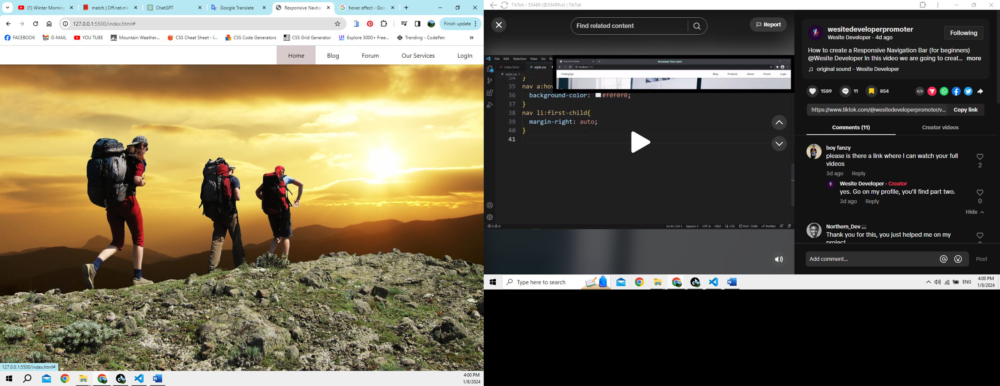 (1) Winter Morning
match | Off.net.mk
ChatGPT
Google Translate
Responsive Navba
hover effect - Goo
127.0.0.1:5500/index.html#
Finish update
FACEBOOK
G-MAIL
YOU TUBE
Mountain Weather...
CSS Cheat Sheet - I...
CSS Code Generators
CSS Grid Generator
Explore 3000+ Free...
Trending - CodePen
Home
Blog
Forum
Our Services
LogIn
127.0.0.1:5500/index.html#
4:00 PM
1/8/2024
TikTok - 53489 (@53489vs) | TikTok
Find related content
Report
File Edit Selection View Go Ru
index.html
style.css
style.css > ...
Responsive Navbar
browser live cam
localhost:5500
Coding2go
Blog
Products
About
Forum
Login
34 }
35 nav a:hov
36 background-color: #f0f0f0;
37 }
38 nav li:first-child{
39 margin-right: auto;
40 }
41
0 0
Ln 41, Col 1 Spaces: 2 UTF-8 CRLF CSS Port : 5500 Prettier
wesitedeveloperpromoter
Wesite Developer · 4d ago
Following
How to create a Responsive Navigation Bar (for beginners)
@Wesite Developer In this video we are going to creat... more
original sound - Wesite Developer
1589
11
854
https://www.tiktok.com/@wesitedeveloperpromoter/v...
Copy link
Comments (11)
Creator videos
boy fanzy
please is there a link where I can watch your full
videos
2
3d ago Reply
Wesite Developer · Creator
yes. Go on my profile, you'll find part two.
0
3d ago Reply
Hide
Northern_Dev
Thank you for this, you just helped me on my
project
Add comment...
Post
Type here to search
ENG
4:00 PM
1/8/2024